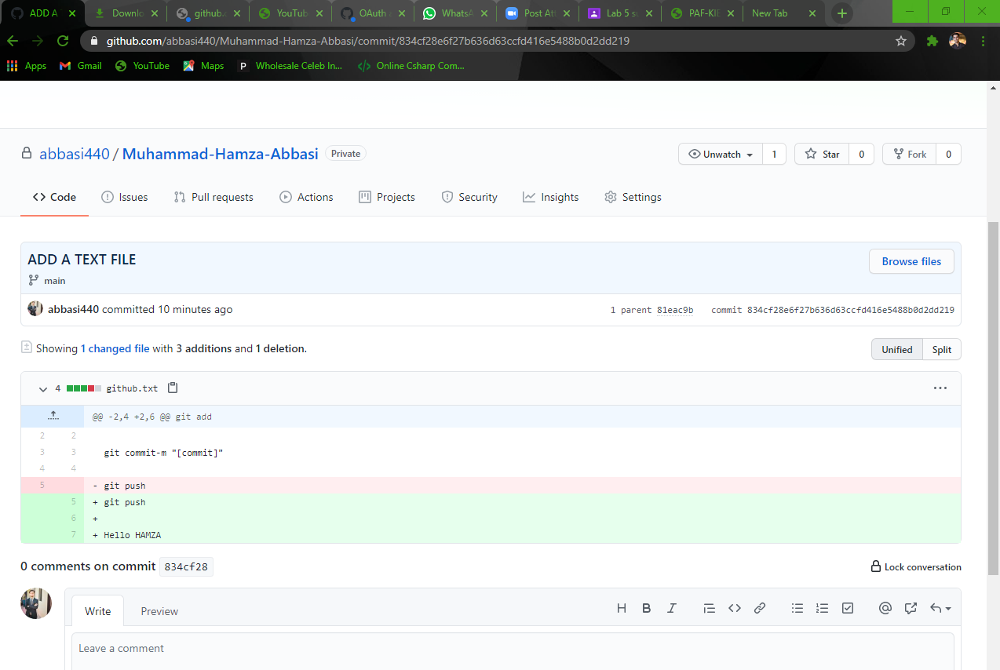 ADD A
Downlo
github.c
YouTub
OAuth a
WhatsA
Post Att
Lab 5 su
PAF-KIE
New Tab
github.com/abbasi440/Muhammad-Hamza-Abbasi/commit/834cf28e6f27b636d63ccfd416e5488b0d2dd219
Apps Gmail YouTube Maps P Wholesale Celeb In... Online Csharp Com...
abbasi440 / Muhammad-Hamza-Abbasi Private Unwatch 1 Star 0 Fork 0
Code Issues Pull requests Actions Projects Security Insights Settings
ADD A TEXT FILE Browse files
main
abbasi440 committed 10 minutes ago 1 parent 81eac9b commit 834cf28e6f27b636d63ccfd416e5488b0d2dd219
Showing 1 changed file with 3 additions and 1 deletion. Unified Split
4 github.txt
@@ -2,4 +2,6 @@ git add
2 2
3 3 git commit-m "[commit]"
4 4
5 - git push
5 + git push
6 +
7 + Hello HAMZA
0 comments on commit 834cf28 Lock conversation
Write Preview
Leave a comment